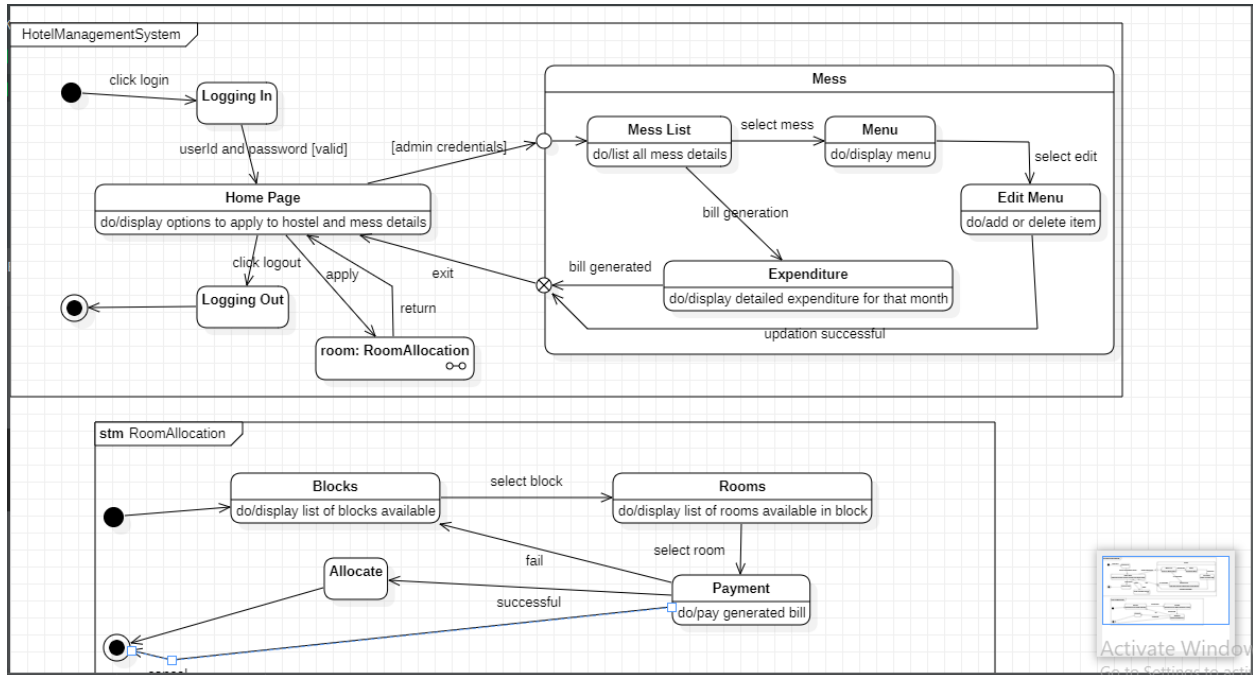 HotelManagementSystem
click login
Logging In
userId and password [valid]
[admin credentials]
Home Page
do/display options to apply to hostel and mess details
click logout
apply
exit
return
Logging Out
room: RoomAllocation
Mess
Mess List
do/list all mess details
select mess
Menu
do/display menu
select edit
Edit Menu
do/add or delete item
bill generation
bill generated
Expenditure
do/display detailed expenditure for that month
updation successful
stm RoomAllocation
Blocks
do/display list of blocks available
select block
Rooms
do/display list of rooms available in block
select room
fail
Allocate
successful
Payment
do/pay generated bill
Activate Window